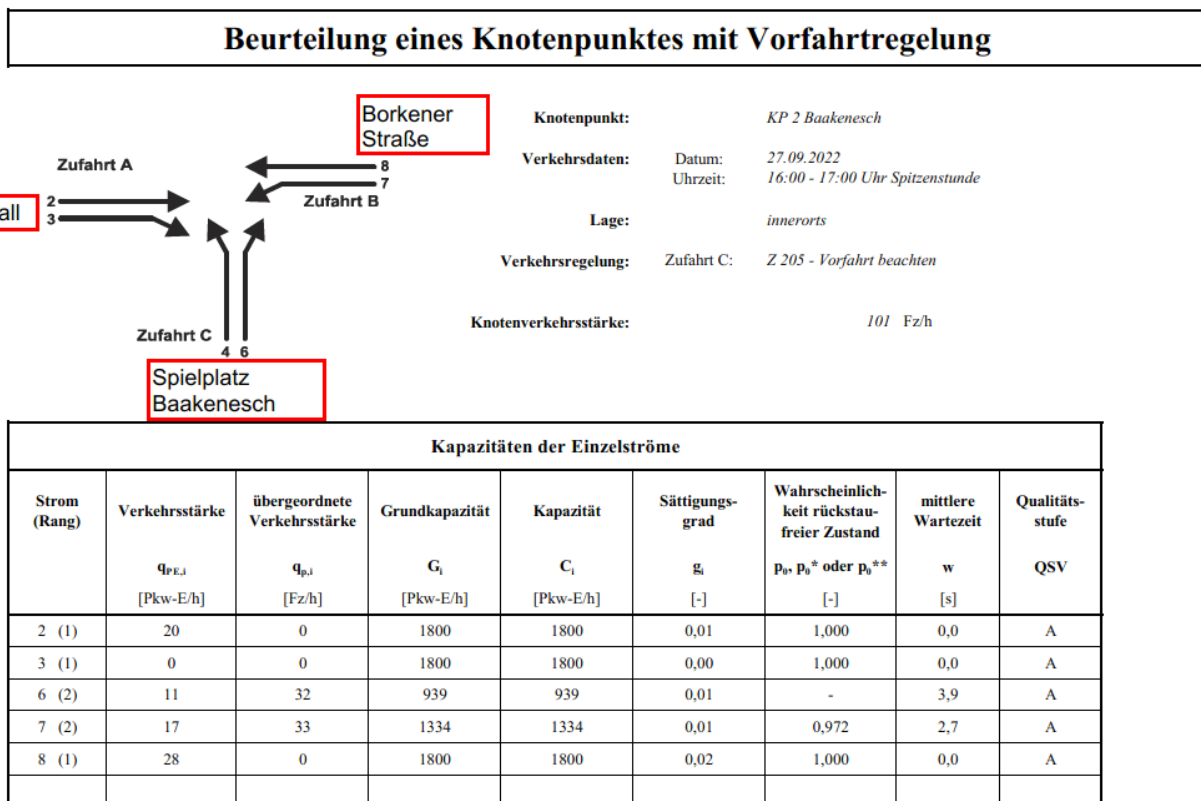 Beurteilung eines Knotenpunktes mit Vorfahrtregelung
Borkener
Straße
Knotenpunkt: KP 2 Baakenesch
Zufahrt A
8
Verkehrsdaten: Datum: 27.09.2022
7
Uhrzeit: 16:00 - 17:00 Uhr Spitzenstunde
Zufahrt B
all
2
3
Lage: innerorts
Verkehrsregelung: Zufahrt C: Z 205 - Vorfahrt beachten
Knotenverkehrsstärke: 101 Fz/h
Zufahrt C
4 6
Spielplatz
Baakenesch
Kapazitäten der Einzelströme
Strom
(Rang)
Verkehrsstärke
übergeordnete
Verkehrsstärke
Grundkapazität
Kapazität
Sättigungs-
grad
Wahrscheinlich-
keit rückstau-
freier Zustand
mittlere
Wartezeit
Qualitäts-
stufe
qPE,i qp,i Gi Ci gi p0, p0* oder p0** w QSV
[Pkw-E/h] [Fz/h] [Pkw-E/h] [Pkw-E/h] [-] [-] [s]
2 (1) 20 0 1800 1800 0,01 1,000 0,0 A
3 (1) 0 0 1800 1800 0,00 1,000 0,0 A
6 (2) 11 32 939 939 0,01 - 3,9 A
7 (2) 17 33 1334 1334 0,01 0,972 2,7 A
8 (1) 28 0 1800 1800 0,02 1,000 0,0 A